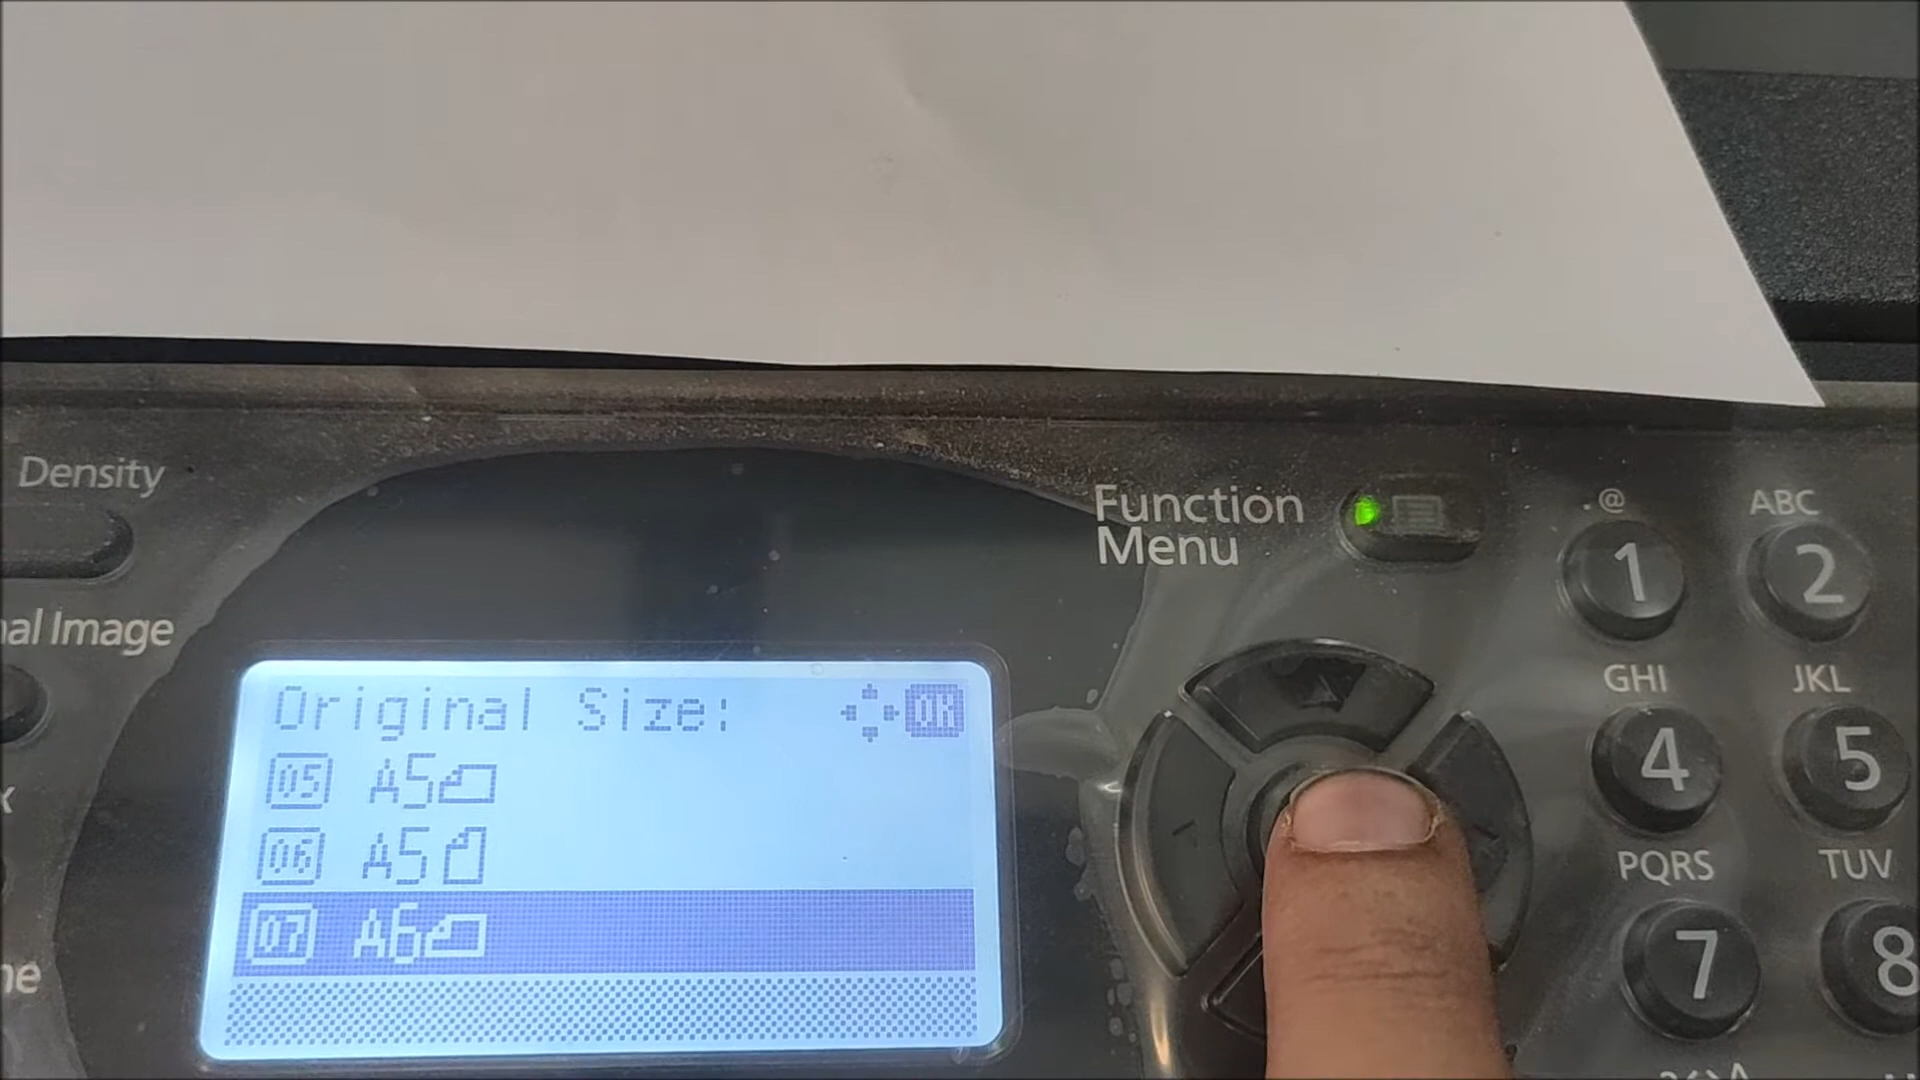 Density
al Image
x
ne
Function
Menu
Original Size: OK
05 A5
06 A5
07 A6
.@ ABC
1 2
GHI JKL
4 5
PQRS TUV
7 8